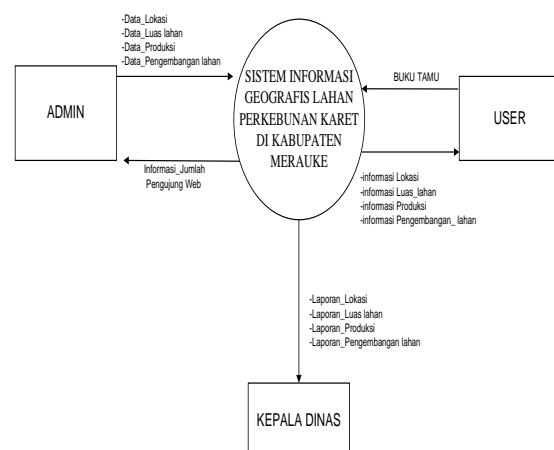 -Data_Lokasi
-Data_Luas lahan
-Data_Produksi
-Data_Pengembangan lahan
ADMIN
SISTEM INFORMASI
GEOGRAFIS LAHAN
PERKEBUNAN KARET
DI KABUPATEN
MERAUKE
BUKU TAMU
USER
Informasi_Jumlah
Pengujung Web
-informasi Lokasi
-informasi Luas_lahan
-informasi Produksi
-informasi Pengembangan_ lahan
-Laporan_Lokasi
-Laporan_Luas lahan
-Laporan_Produksi
-Laporan_Pengembangan lahan
KEPALA DINAS